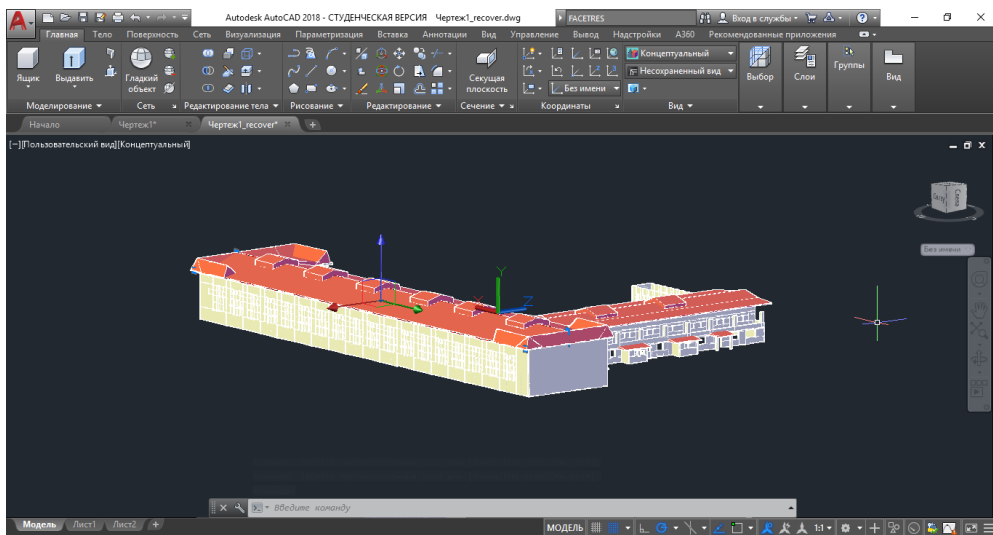 Autodesk AutoCAD 2018 - СТУДЕНЧЕСКАЯ ВЕРСИЯ Чертеж1_recover.dwg FACETRES Вход в службы
Главная Тело Поверхность Сеть Визуализация Параметризация Вставка Аннотации Вид Управление Вывод Надстройки A360 Рекомендованные приложения
Ящик Выдавить Гладкий объект Секущая плоскость Концептуальный Несохраненный вид Без имени Выбор Слои Группы Вид
Моделирование Сеть Редактирование тела Рисование Редактирование Сечение Координаты Вид
Начало Чертеж1* Чертеж1_recover* +
[−][Пользовательский вид][Концептуальный]
Слева
Без имени
Y
X Z
Введите команду
Модель Лист1 Лист2 + МОДЕЛЬ 1:1